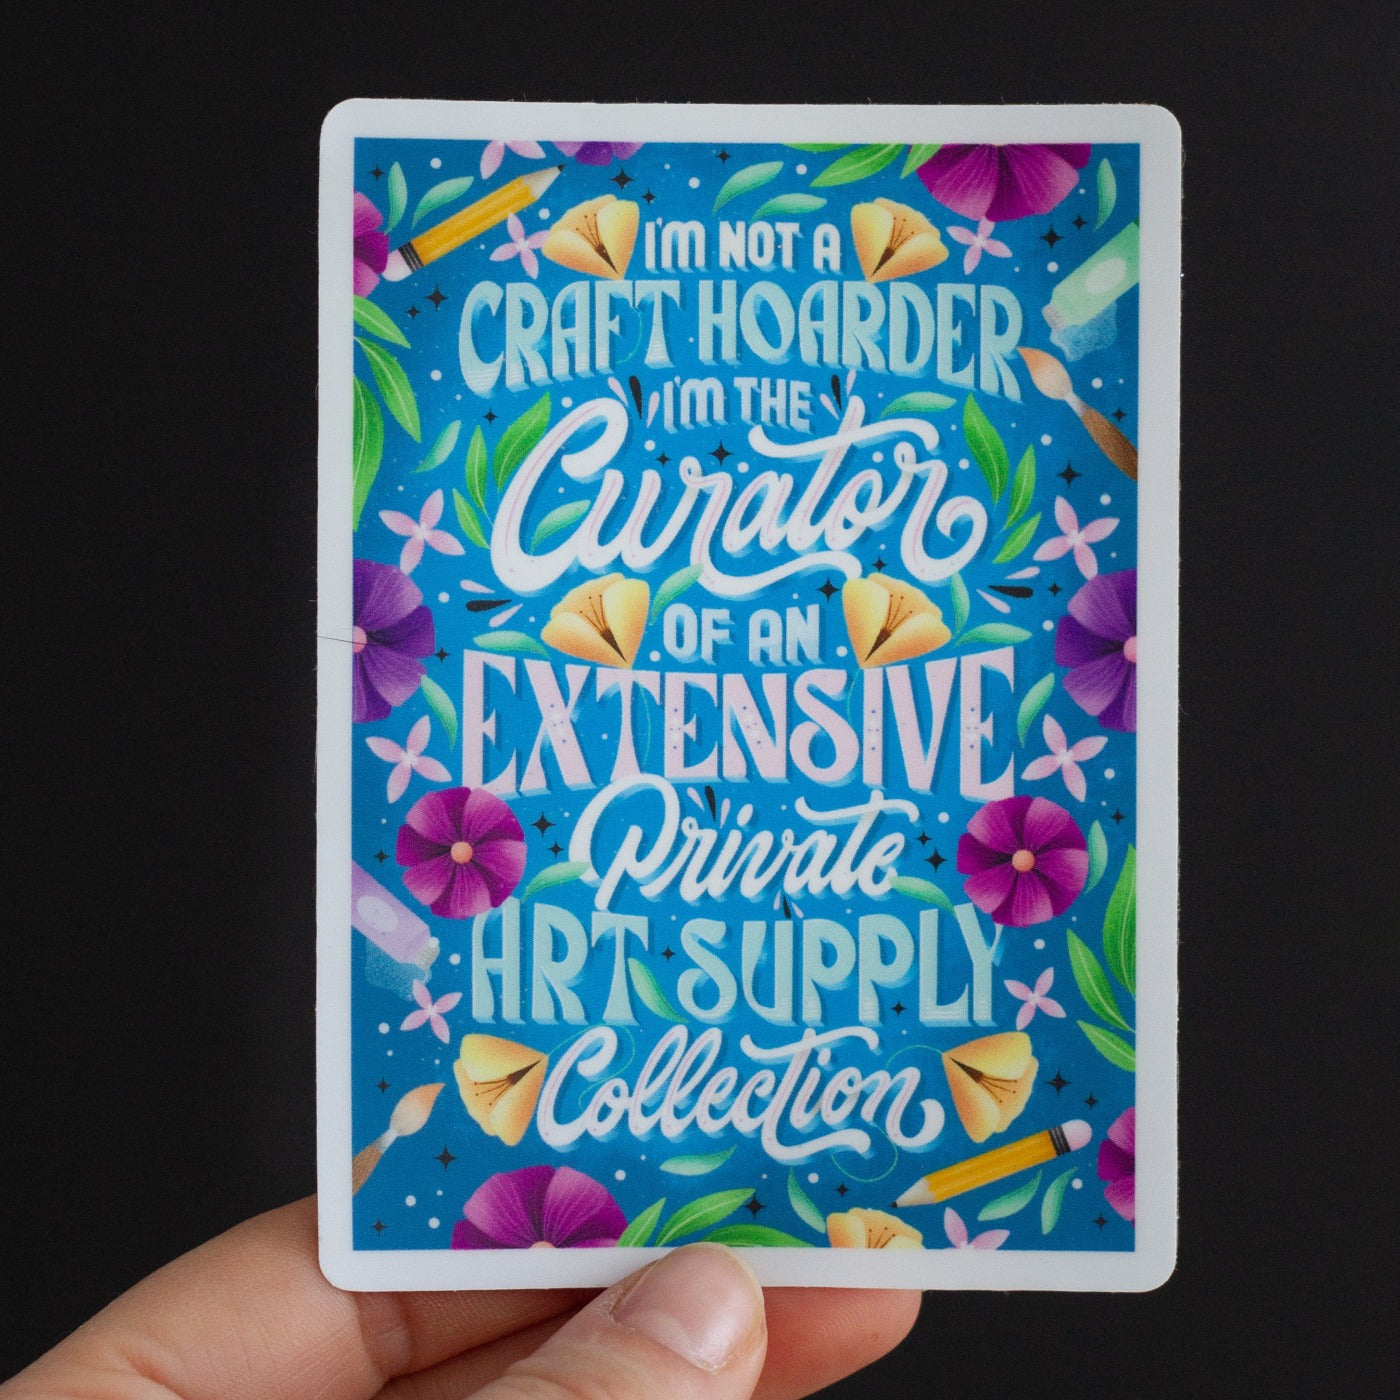 I'M NOT A
CRAFT HOARDER
I'M THE
Curator
OF AN
EXTENSIVE
Private
ART SUPPLY
Collection